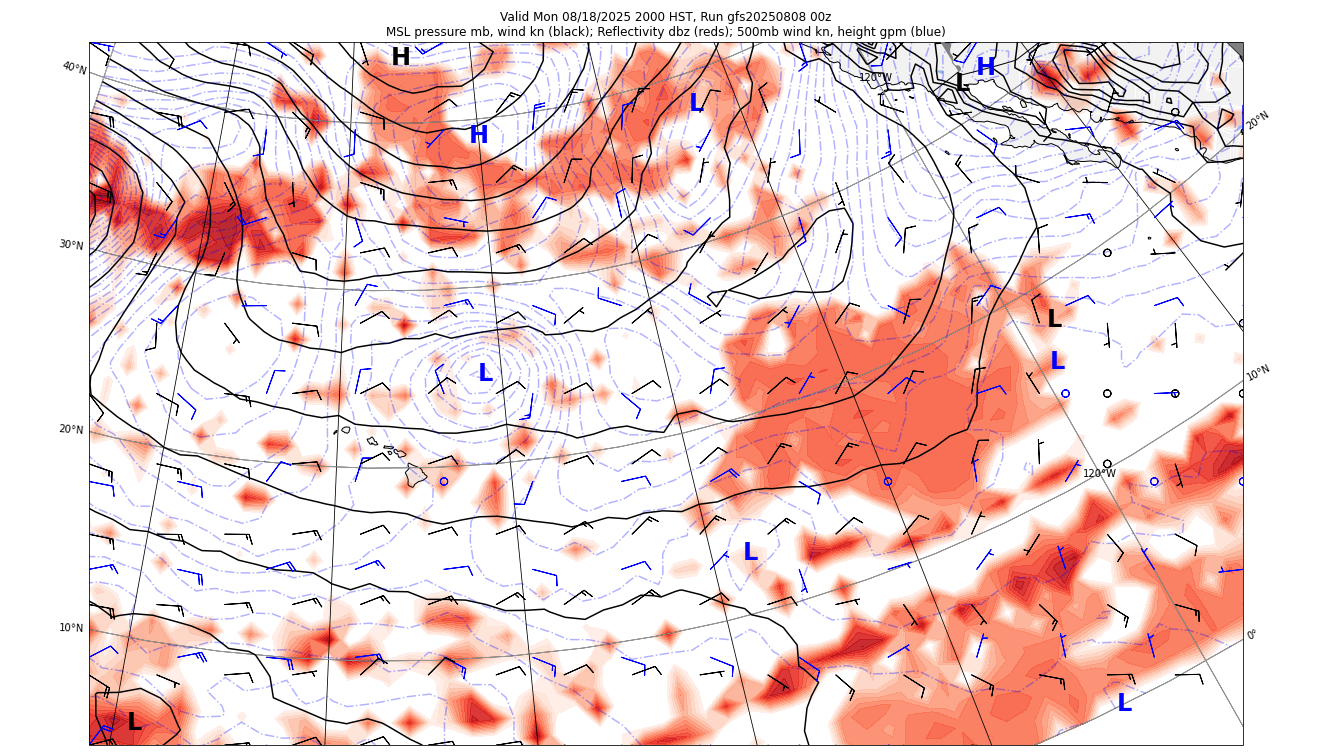 Valid Mon 08/18/2025 2000 HST, Run gfs20250808 00z
MSL pressure mb, wind kn (black); Reflectivity dbz (reds); 500mb wind kn, height gpm (blue)
H
H
L
40°N
120°W
L
20°N
H
L
30°N
L
L
L
10°N
20°N
120°W
L
10°N
0°
L
L